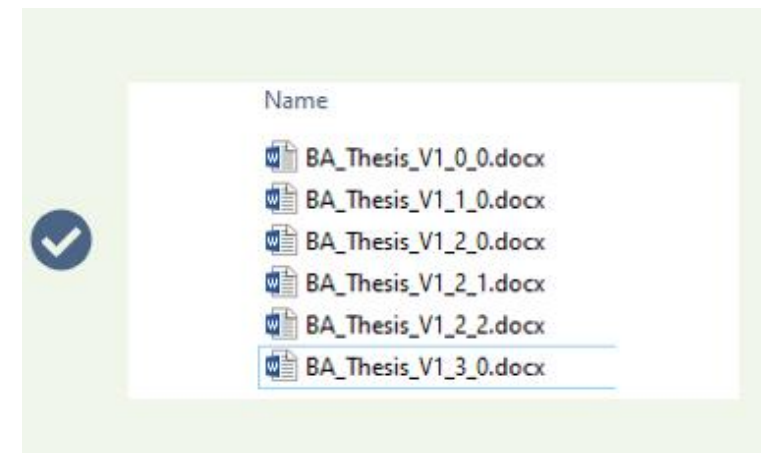 Name
BA_Thesis_V1_0_0.docx
BA_Thesis_V1_1_0.docx
BA_Thesis_V1_2_0.docx
BA_Thesis_V1_2_1.docx
BA_Thesis_V1_2_2.docx
BA_Thesis_V1_3_0.docx